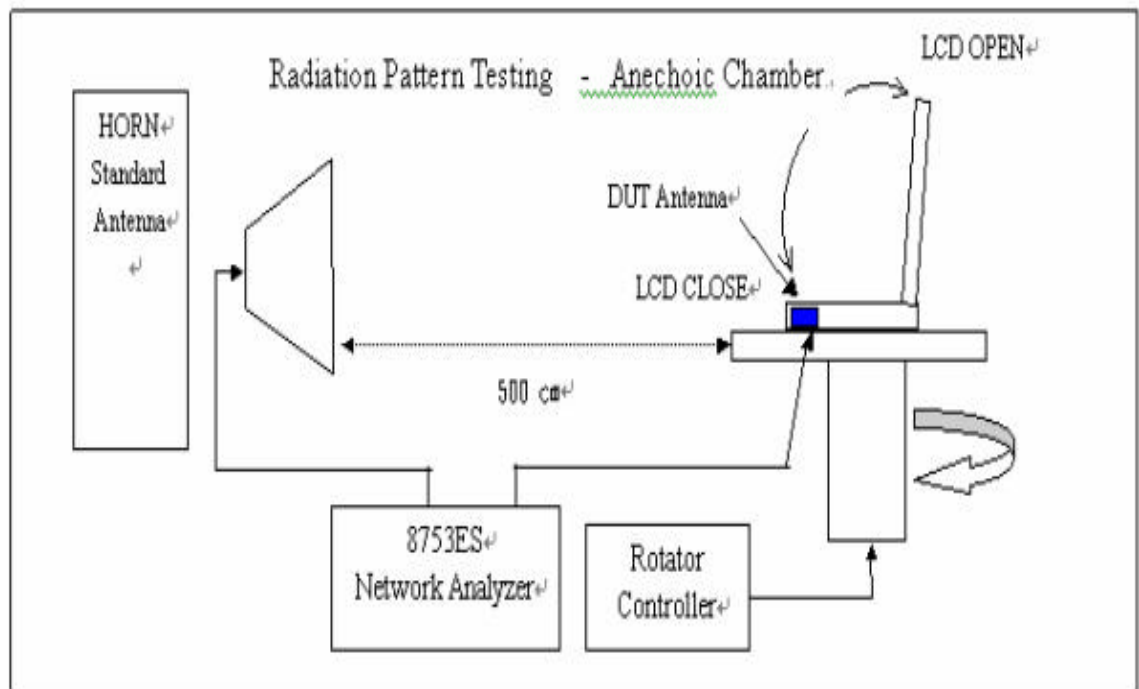 LCD OPEN↵
Radiation Pattern Testing - Anechoic Chamber
HORN↵
Standard
Antenna↵
↵
DUT Antenna↵
LCD CLOSE↵
500 cm↵
8753ES↵
Network Analyzer↵
Rotator
Controller↵